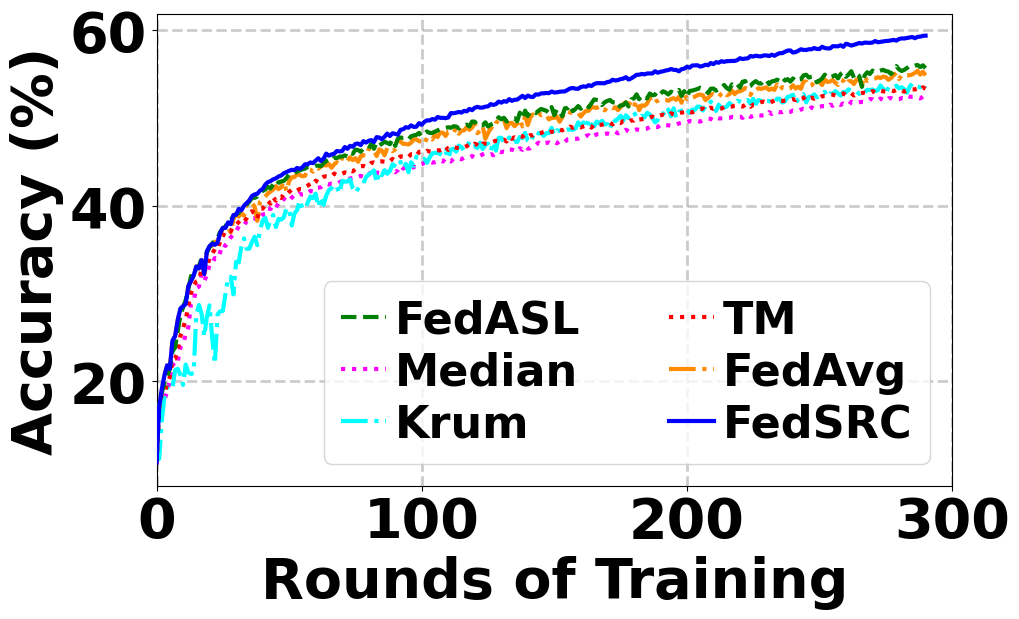 60
40
20
Accuracy (%)
FedASL
Median
Krum
TM
FedAvg
FedSRC
0 100 200 300
Rounds of Training